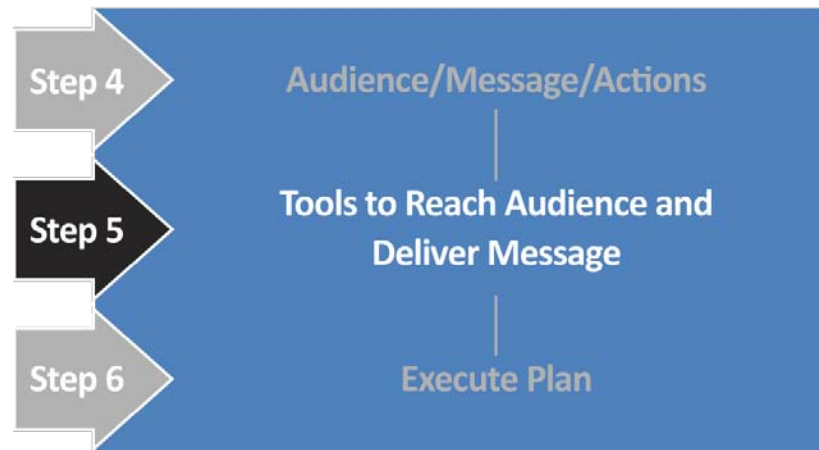 Step 4
Audience/Message/Actions
Step 5
Tools to Reach Audience and
Deliver Message
Step 6
Execute Plan